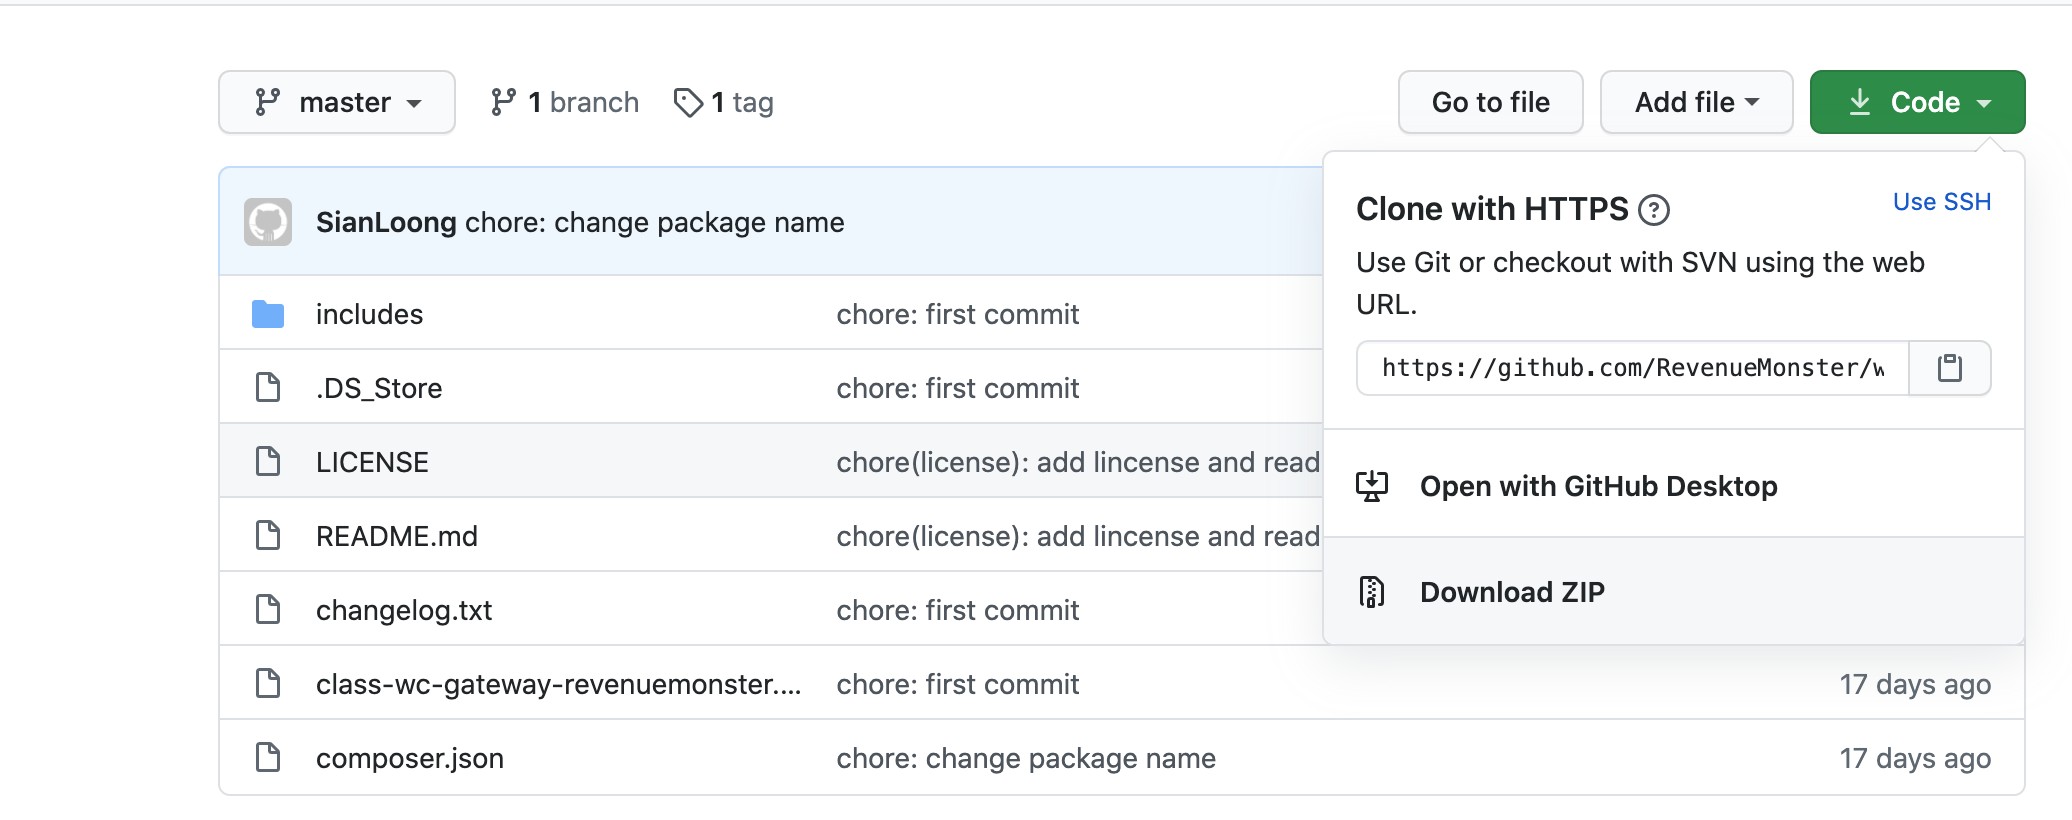 master 1 branch 1 tag Go to file Add file Code
SianLoong chore: change package name
Clone with HTTPS ? Use SSH
Use Git or checkout with SVN using the web
URL.
https://github.com/RevenueMonster/w
Open with GitHub Desktop
Download ZIP
includes chore: first commit
.DS_Store chore: first commit
LICENSE chore(license): add lincense and read
README.md chore(license): add lincense and read
changelog.txt chore: first commit
class-wc-gateway-revenuemonster.... chore: first commit 17 days ago
composer.json chore: change package name 17 days ago